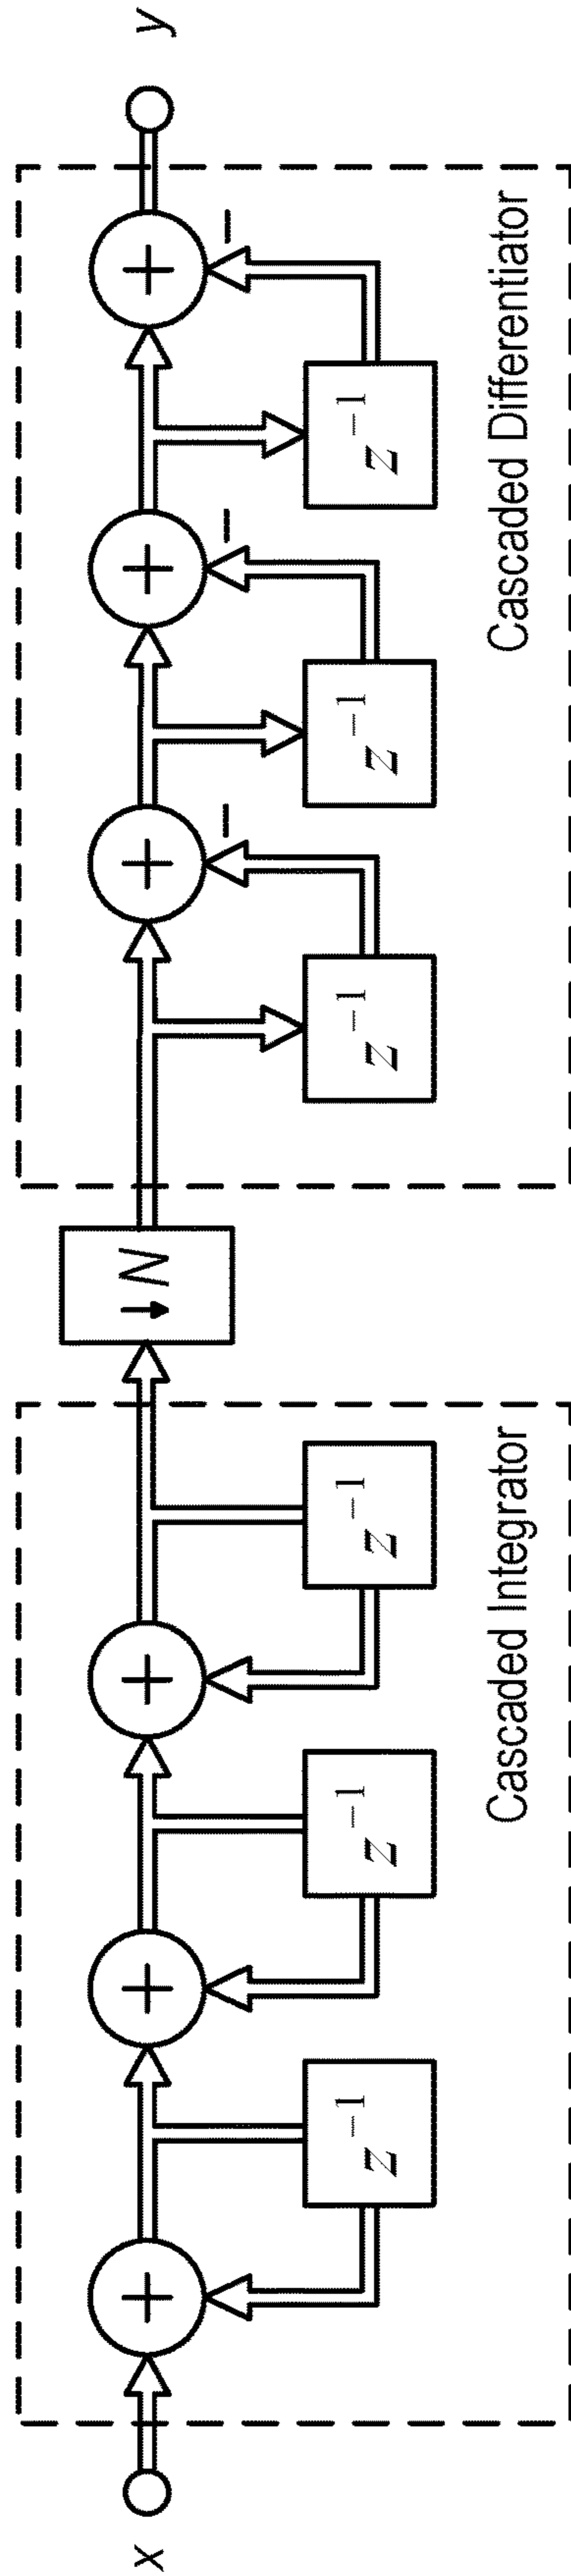 x
+
z⁻¹
+
z⁻¹
+
z⁻¹
Cascaded Integrator
↓N
+
−
z⁻¹
+
−
z⁻¹
+
−
z⁻¹
Cascaded Differentiator
y